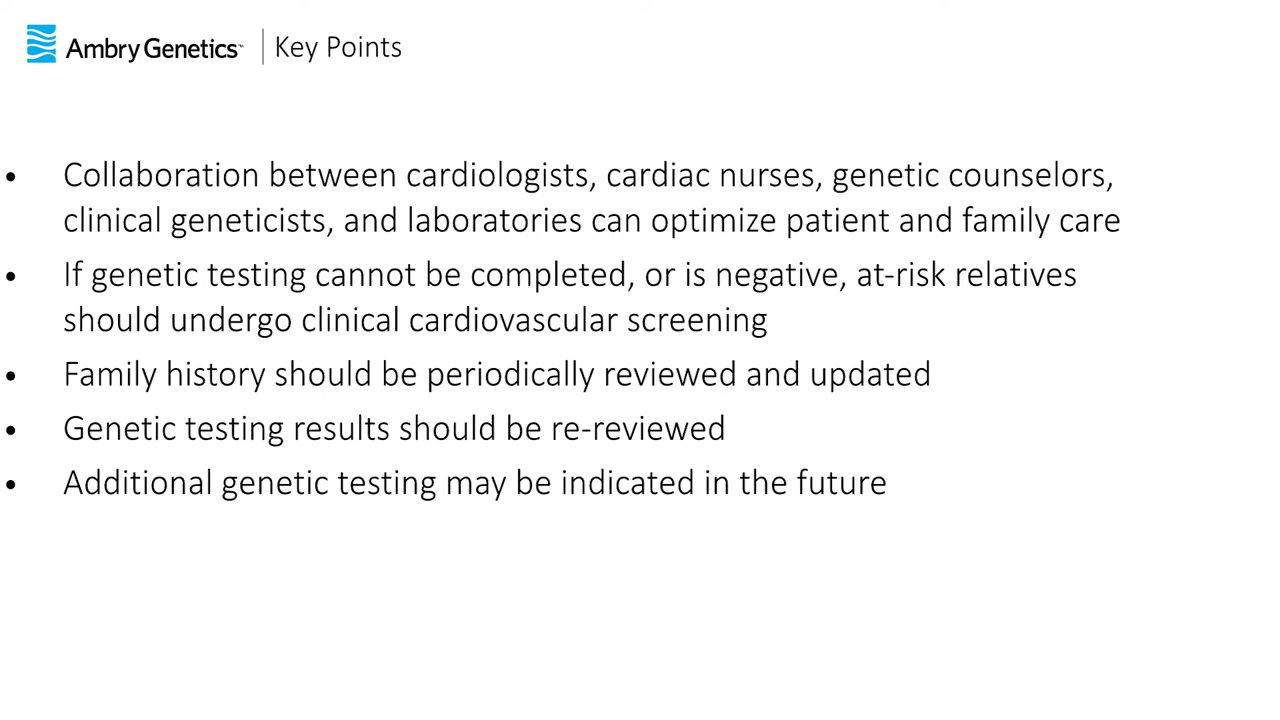 Ambry Genetics™ | Key Points
• Collaboration between cardiologists, cardiac nurses, genetic counselors,
clinical geneticists, and laboratories can optimize patient and family care
• If genetic testing cannot be completed, or is negative, at-risk relatives
should undergo clinical cardiovascular screening
• Family history should be periodically reviewed and updated
• Genetic testing results should be re-reviewed
• Additional genetic testing may be indicated in the future